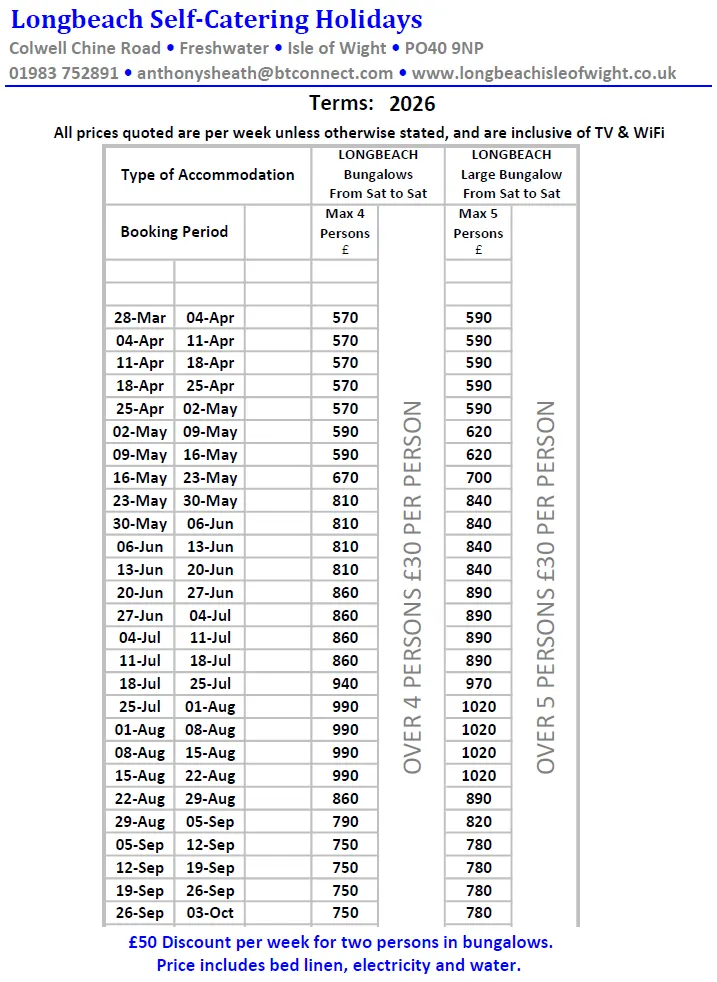 Longbeach Self-Catering Holidays
Colwell Chine Road • Freshwater • Isle of Wight • PO40 9NP
01983 752891 • anthonysheath@btconnect.com • www.longbeachisleofwight.co.uk
Terms: 2026
All prices quoted are per week unless otherwise stated, and are inclusive of TV & WiFi
Type of Accommodation
LONGBEACH
Bungalows
From Sat to Sat
LONGBEACH
Large Bungalow
From Sat to Sat
Booking Period
Max 4
Persons
£
Max 5
Persons
£
28-Mar 04-Apr 570 590
04-Apr 11-Apr 570 590
11-Apr 18-Apr 570 590
18-Apr 25-Apr 570 590
25-Apr 02-May 570 590
02-May 09-May 590 620
09-May 16-May 590 620
16-May 23-May 670 700
23-May 30-May 810 840
30-May 06-Jun 810 840
06-Jun 13-Jun 810 840
13-Jun 20-Jun 810 840
20-Jun 27-Jun 860 890
27-Jun 04-Jul 860 890
04-Jul 11-Jul 860 890
11-Jul 18-Jul 860 890
18-Jul 25-Jul 940 970
25-Jul 01-Aug 990 1020
01-Aug 08-Aug 990 1020
08-Aug 15-Aug 990 1020
15-Aug 22-Aug 990 1020
22-Aug 29-Aug 860 890
29-Aug 05-Sep 790 820
05-Sep 12-Sep 750 780
12-Sep 19-Sep 750 780
19-Sep 26-Sep 750 780
26-Sep 03-Oct 750 780
OVER 4 PERSONS £30 PER PERSON
OVER 5 PERSONS £30 PER PERSON
£50 Discount per week for two persons in bungalows.
Price includes bed linen, electricity and water.